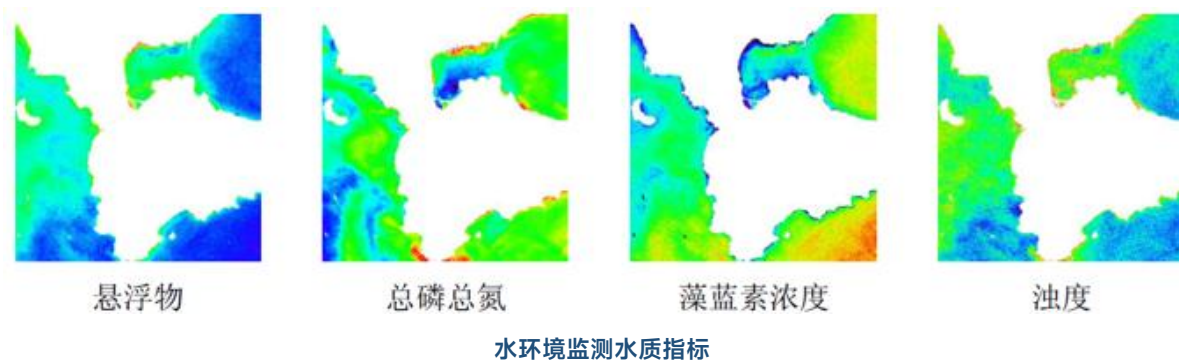 悬浮物
总磷总氮
藻蓝素浓度
浊度
水环境监测水质指标